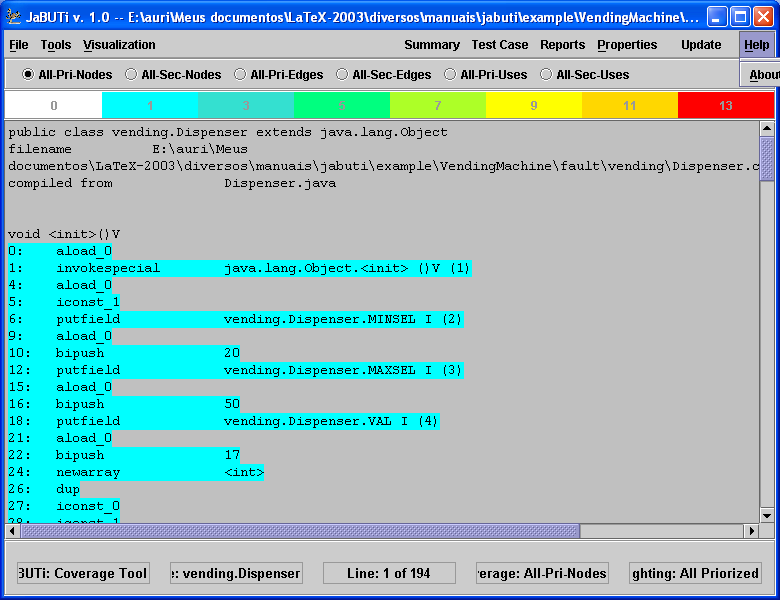 JaBUTi v. 1.0 -- E:\auri\Meus documentos\LaTeX-2003\diversos\manuais\jabuti\example\VendingMachine\...
File Tools Visualization Summary Test Case Reports Properties Update Help
All-Pri-Nodes All-Sec-Nodes All-Pri-Edges All-Sec-Edges All-Pri-Uses All-Sec-Uses Abou
0 1 3 5 7 9 11 13
public class vending.Dispenser extends java.lang.Object
filename E:\auri\Meus
documentos\LaTeX-2003\diversos\manuais\jabuti\example\VendingMachine\fault\vending\Dispenser.c
compiled from Dispenser.java
void <init>()V
0: aload_0
1: invokespecial java.lang.Object.<init> ()V (1)
4: aload_0
5: iconst_1
6: putfield vending.Dispenser.MINSEL I (2)
9: aload_0
10: bipush 20
12: putfield vending.Dispenser.MAXSEL I (3)
15: aload_0
16: bipush 50
18: putfield vending.Dispenser.VAL I (4)
21: aload_0
22: bipush 17
24: newarray <int>
26: dup
27: iconst_0
28: iconst_1
BUTi: Coverage Tool e: vending.Dispenser Line: 1 of 194 erage: All-Pri-Nodes ghting: All Priorized